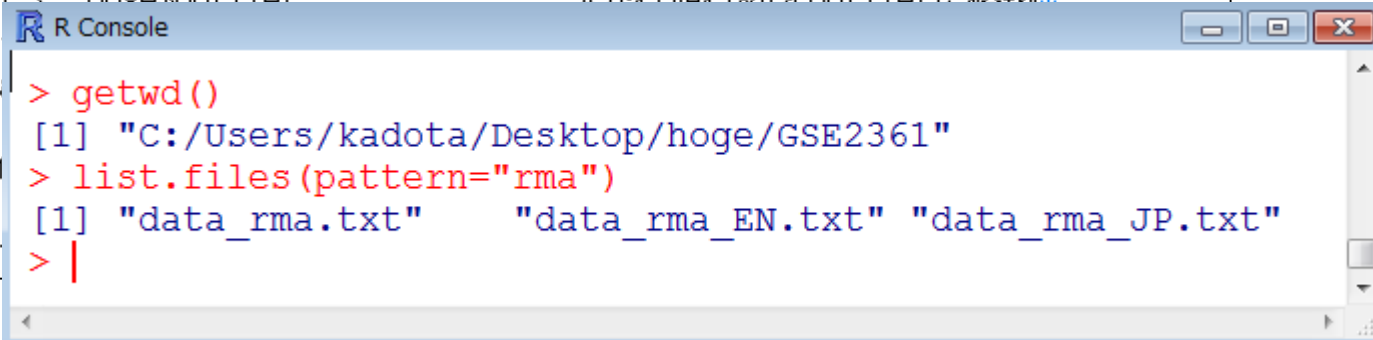 R Console
> getwd()
[1] "C:/Users/kadota/Desktop/hoge/GSE2361"
> list.files(pattern="rma")
[1] "data_rma.txt"    "data_rma_EN.txt" "data_rma_JP.txt"
>